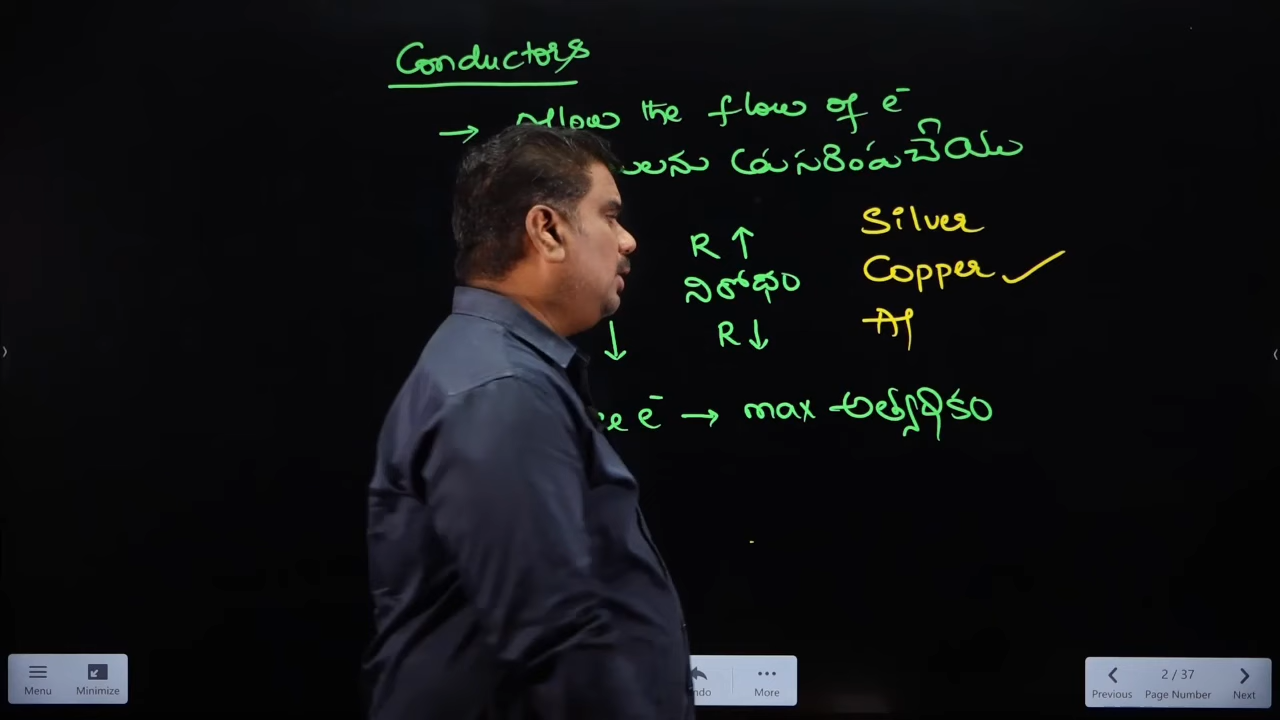 Conductors
→ Allow the flow of e⁻
లను ప్రసరింపచేయు
R ↑
Silver
నిరోధం
Copper ✓
↓ R ↓
Al
e⁻ → max అత్యధికం
Menu
Minimize
More
Previous
2 / 37
Page Number
Next